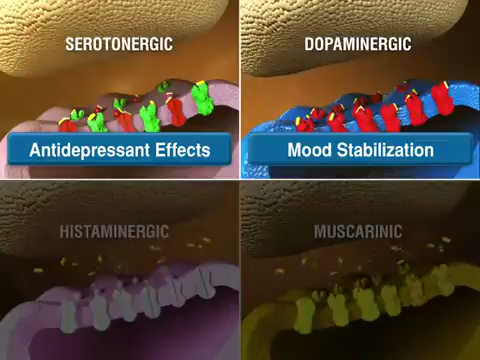 SEROTONERGIC
DOPAMINERGIC
Antidepressant Effects
Mood Stabilization
HISTAMINERGIC
MUSCARINIC